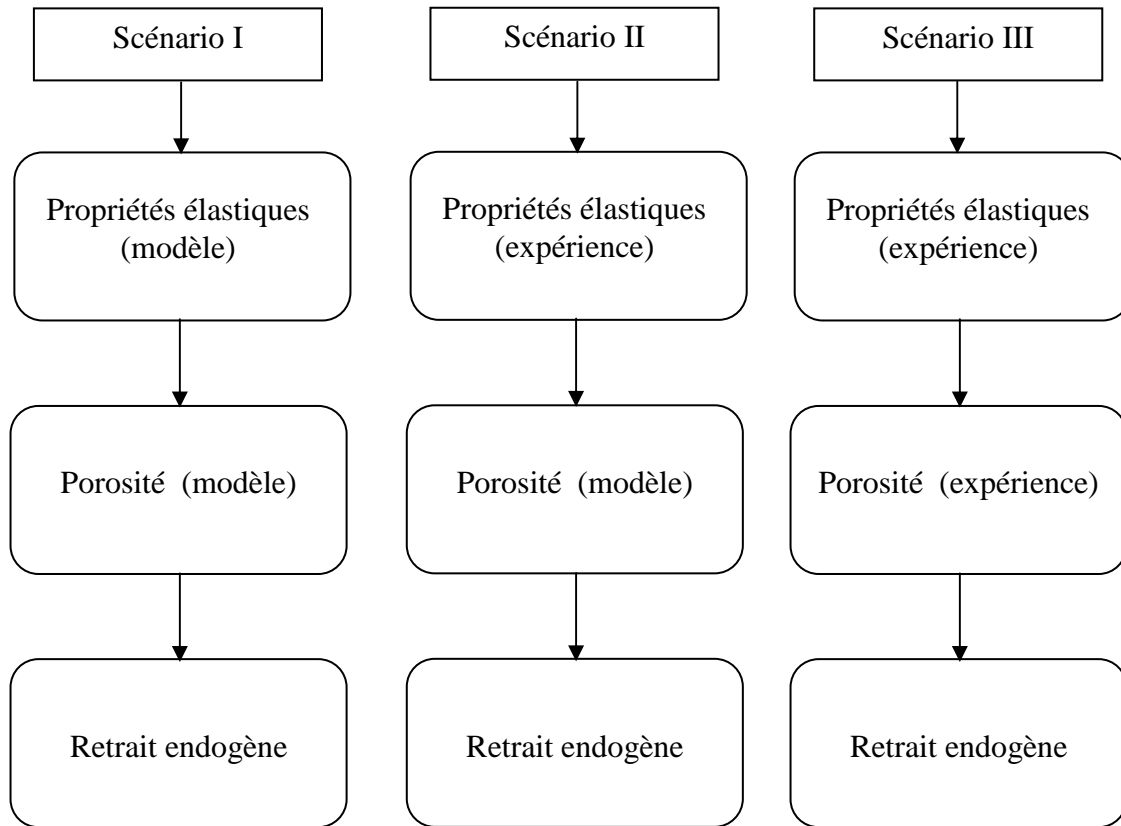 Scénario I
Scénario II
Scénario III
Propriétés élastiques
(modèle)
Propriétés élastiques
(expérience)
Propriétés élastiques
(expérience)
Porosité (modèle)
Porosité (modèle)
Porosité (expérience)
Retrait endogène
Retrait endogène
Retrait endogène